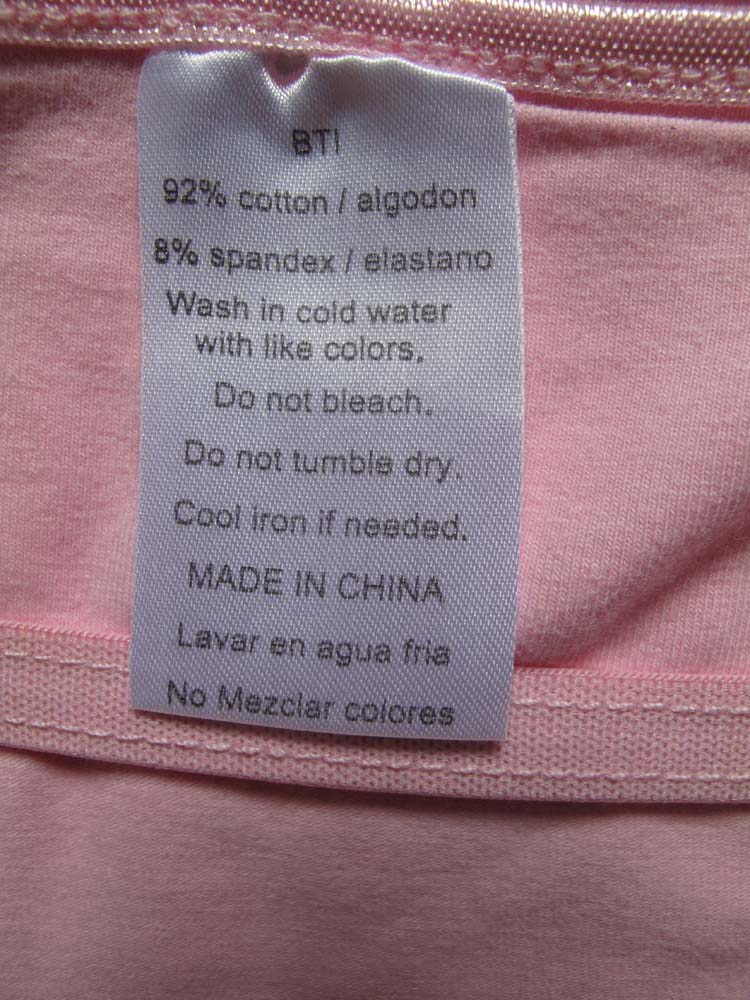 BTI
92% cotton / algodon
8% spandex / elastano
Wash in cold water
with like colors.
Do not bleach.
Do not tumble dry.
Cool iron if needed.
MADE IN CHINA
Lavar en agua fria
No Mezclar colores